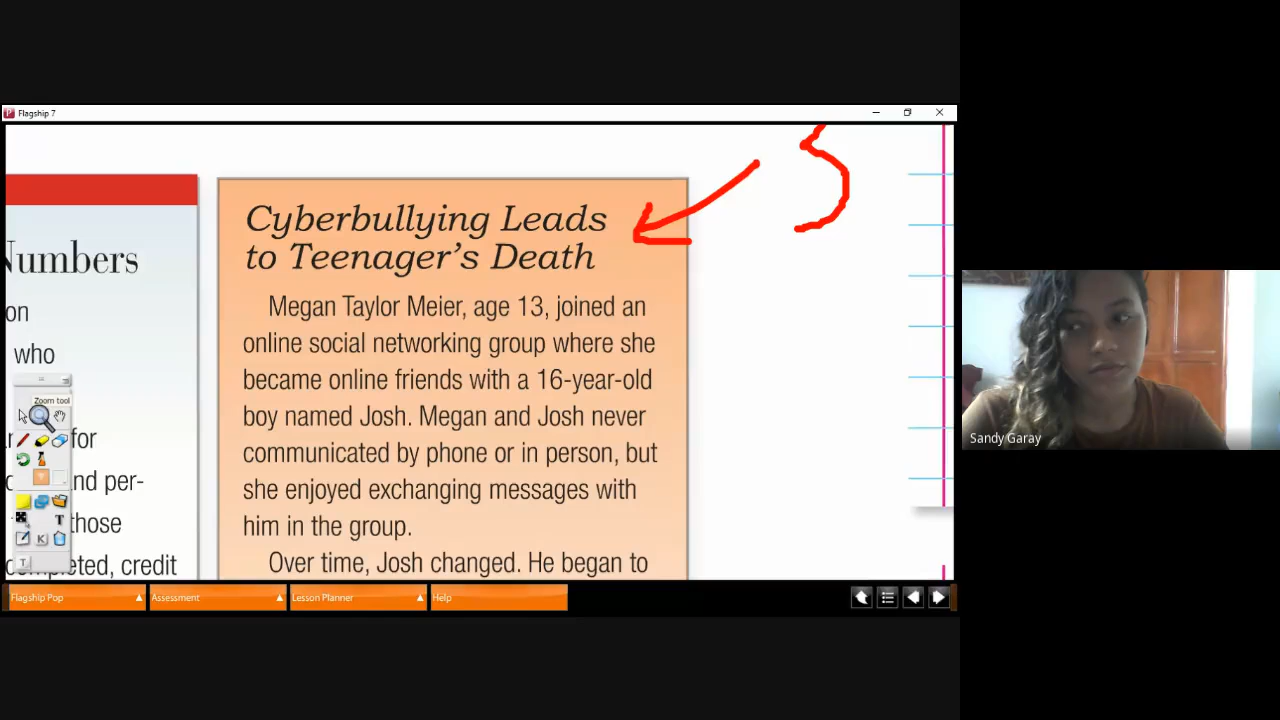 Flagship 7
Numbers
on
who
for
and per-
those
completed, credit
Zoom tool
T
K
T
Cyberbullying Leads
to Teenager's Death
Megan Taylor Meier, age 13, joined an
online social networking group where she
became online friends with a 16-year-old
boy named Josh. Megan and Josh never
communicated by phone or in person, but
she enjoyed exchanging messages with
him in the group.
Over time, Josh changed. He began to
Flagship Pop
Assessment
Lesson Planner
Help
Sandy Garay